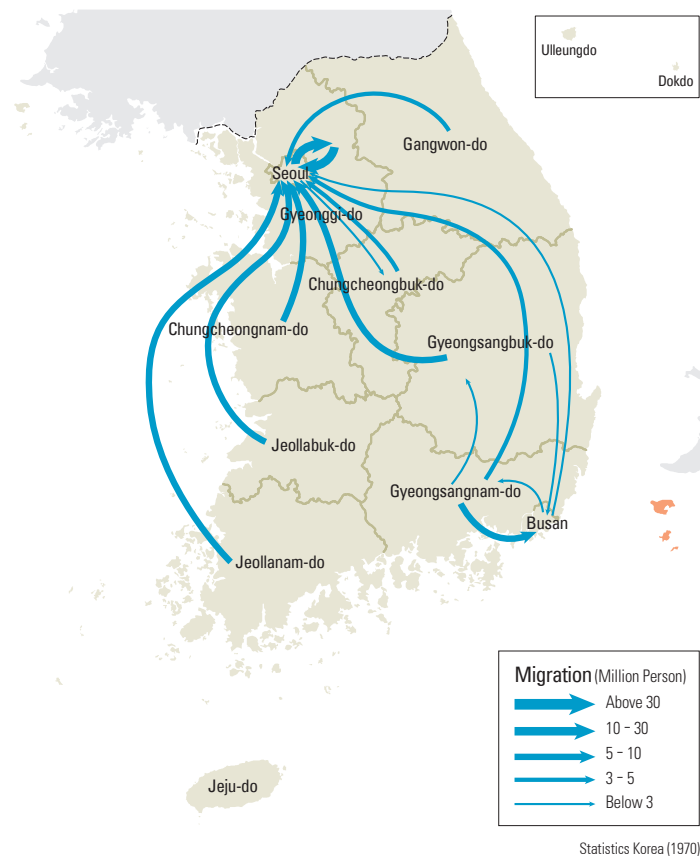 Ulleungdo
Dokdo
Gangwon-do
Seoul
Gyeonggi-do
Chungcheongbuk-do
Chungcheongnam-do
Gyeongsangbuk-do
Jeollabuk-do
Gyeongsangnam-do
Busan
Jeollanam-do
Jeju-do
Migration (Million Person)
Above 30
10 – 30
5 – 10
3 – 5
Below 3
Statistics Korea (1970)